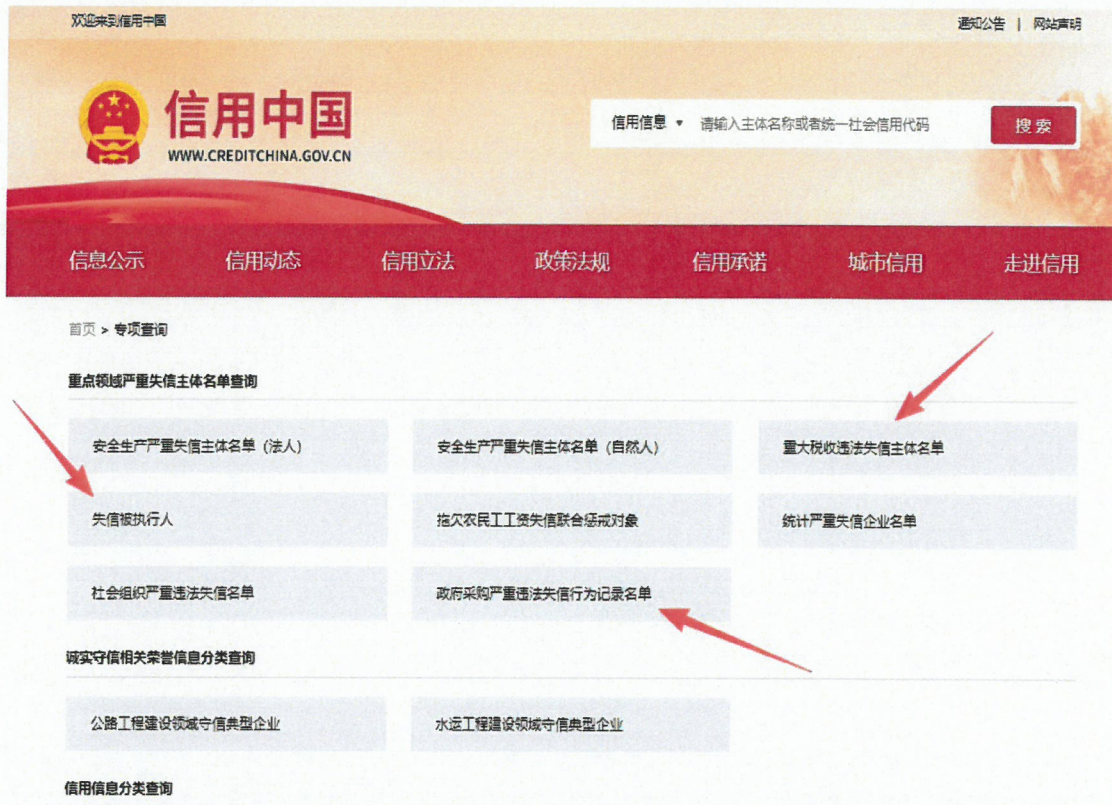 欢迎来到信用中国
通知公告 | 网站声明
信用中国
WWW.CREDITCHINA.GOV.CN
信用信息 ▼ 请输入主体名称或者统一社会信用代码 搜索
信息公示 信用动态 信用立法 政策法规 信用承诺 城市信用 走进信用
首页 > 专项查询
重点领域严重失信主体名单查询
安全生产严重失信主体名单（法人） 安全生产严重失信主体名单（自然人） 重大税收违法失信主体名单
失信被执行人 拖欠农民工工资失信联合惩戒对象 统计严重失信企业名单
社会组织严重违法失信名单 政府采购严重违法失信行为记录名单
诚实守信相关荣誉信息分类查询
公路工程建设领域守信典型企业 水运工程建设领域守信典型企业
信用信息分类查询